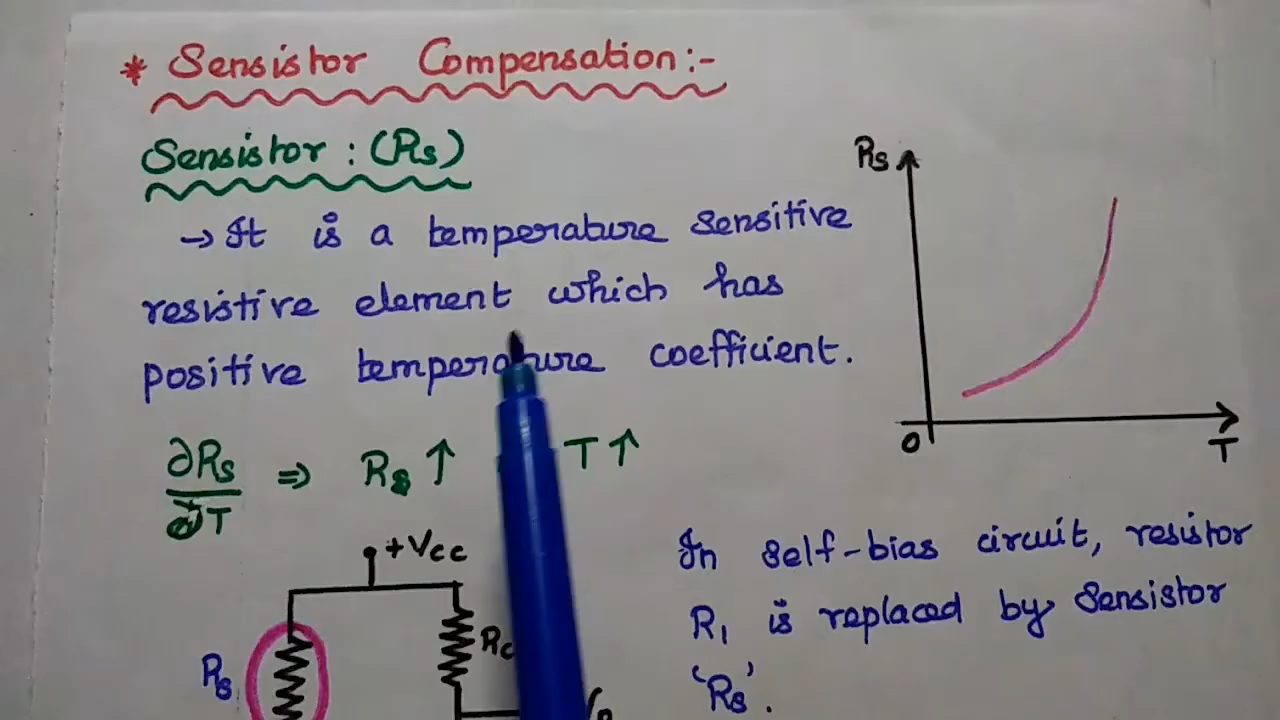 * Sensistor Compensation:-
Sensistor : (Rs)
→ It is a temperature sensitive
resistive element which has
positive temperature coefficient.
∂Rs/∂T ⇒ Rs ↑ T↑
Rs
0
T
+Vcc
Rs
Rc
In self-bias circuit, resistor
R1 is replaced by Sensistor
'Rs'.